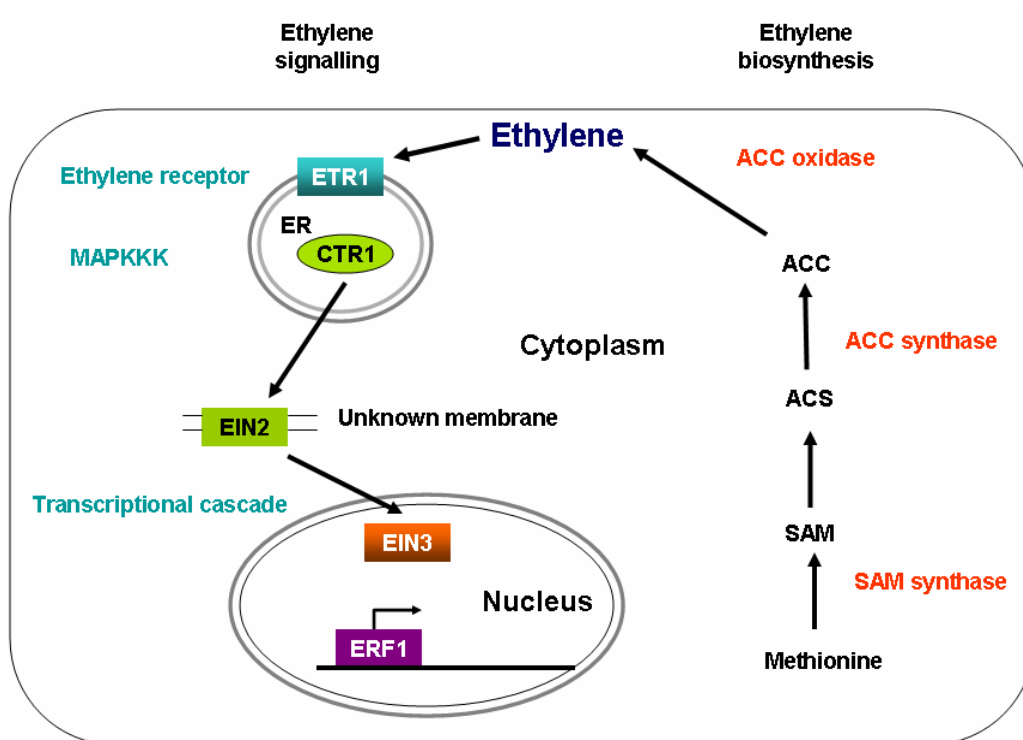 Ethylene
signalling
Ethylene
biosynthesis
Ethylene
ACC oxidase
Ethylene receptor
ETR1
ER
CTR1
MAPKKK
ACC
Cytoplasm
ACC synthase
ACS
EIN2
Unknown membrane
Transcriptional cascade
EIN3
SAM
SAM synthase
Nucleus
ERF1
Methionine